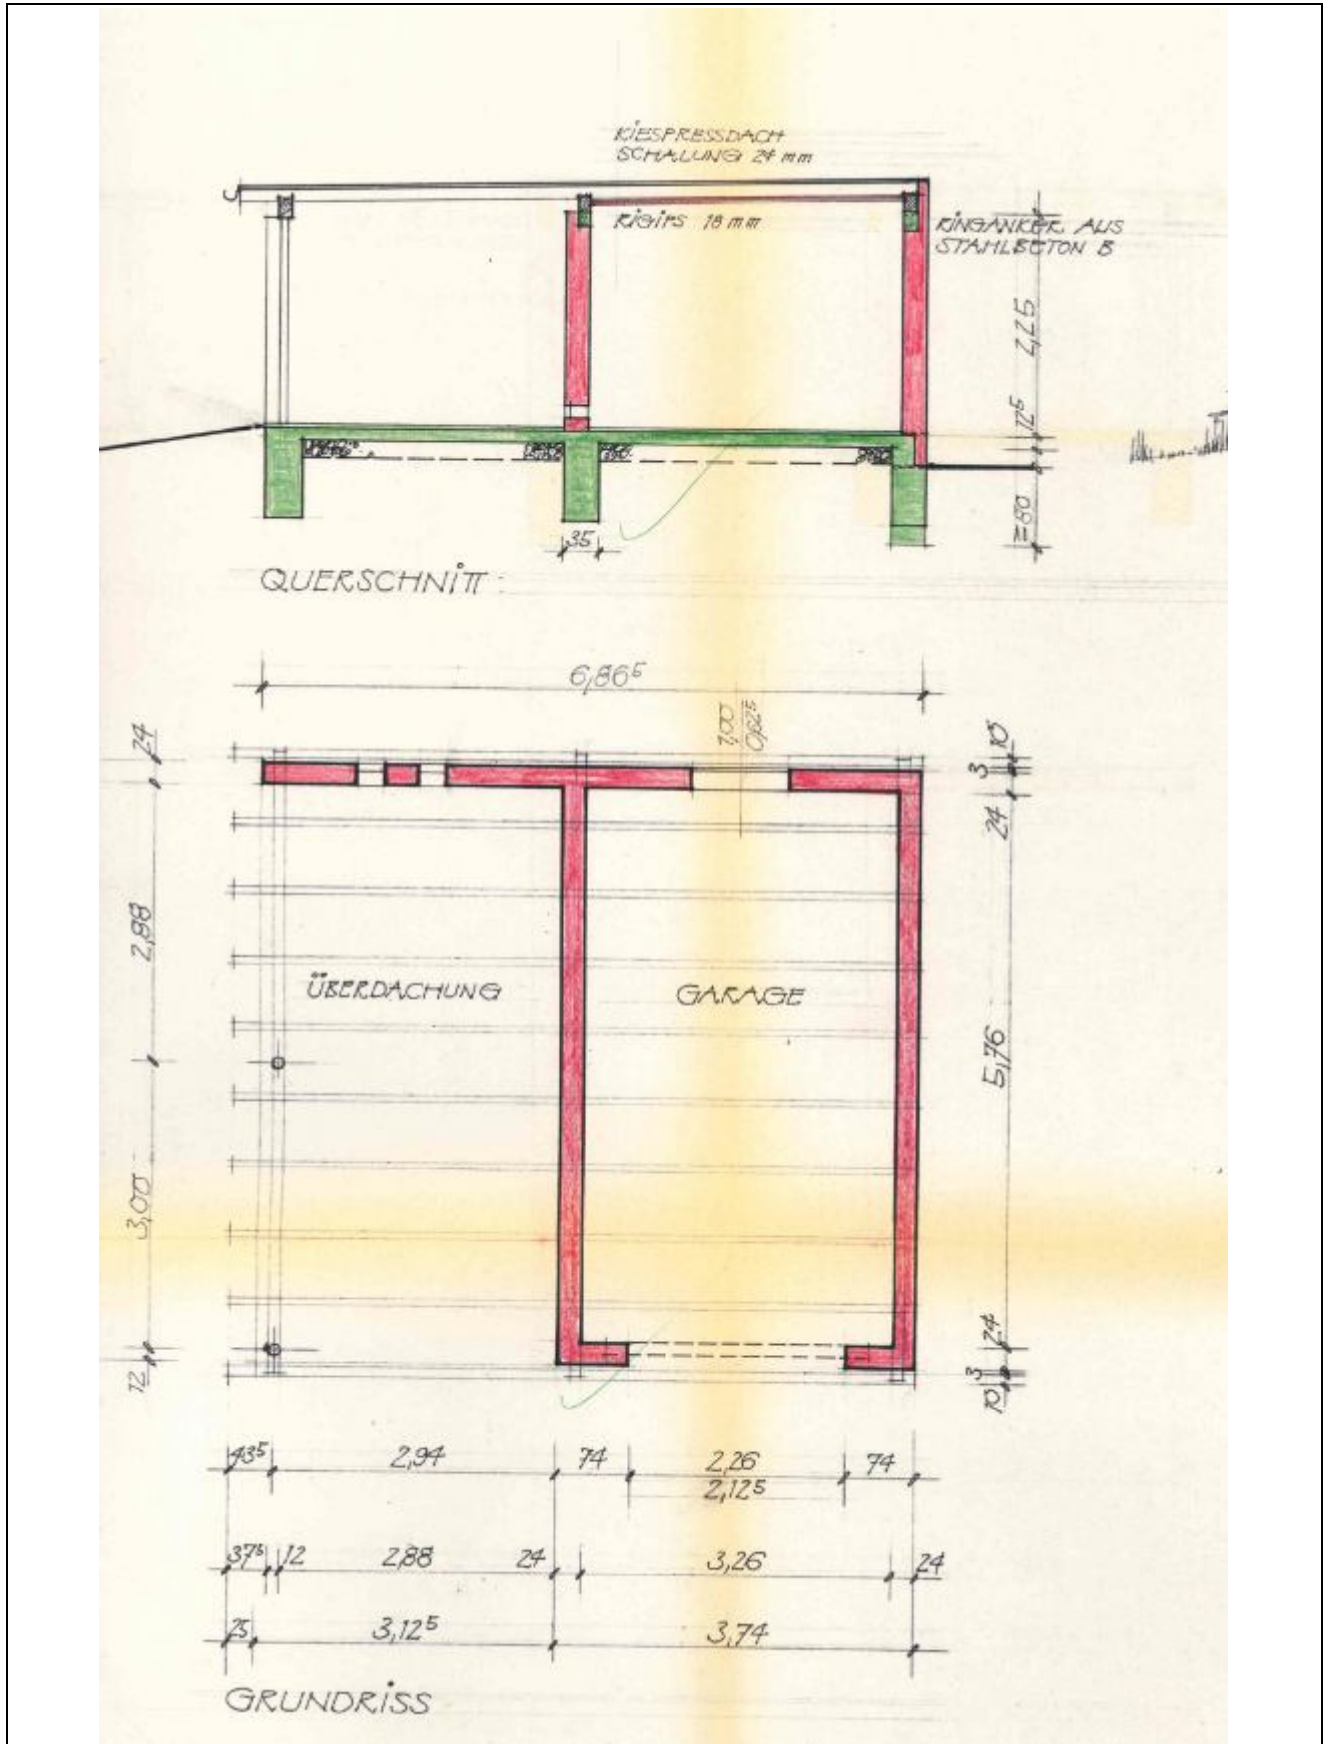 KIESPRESSDACH
SCHALUNG 24 mm
RIGIPS 18 mm
RINGANKER AUS
STAHLBETON B
2,25
12⁵
≥80
35
QUERSCHNITT
6,86⁵
1,00
0,62⁵
24
2,88
3,00
12
10
3
24
5,76
24
3
10
ÜBERDACHUNG
GARAGE
43⁵ 2,94 74 2,26 74
2,12⁵
37⁵ 12 2,88 24 3,26 24
25 3,12⁵ 3,74
GRUNDRISS